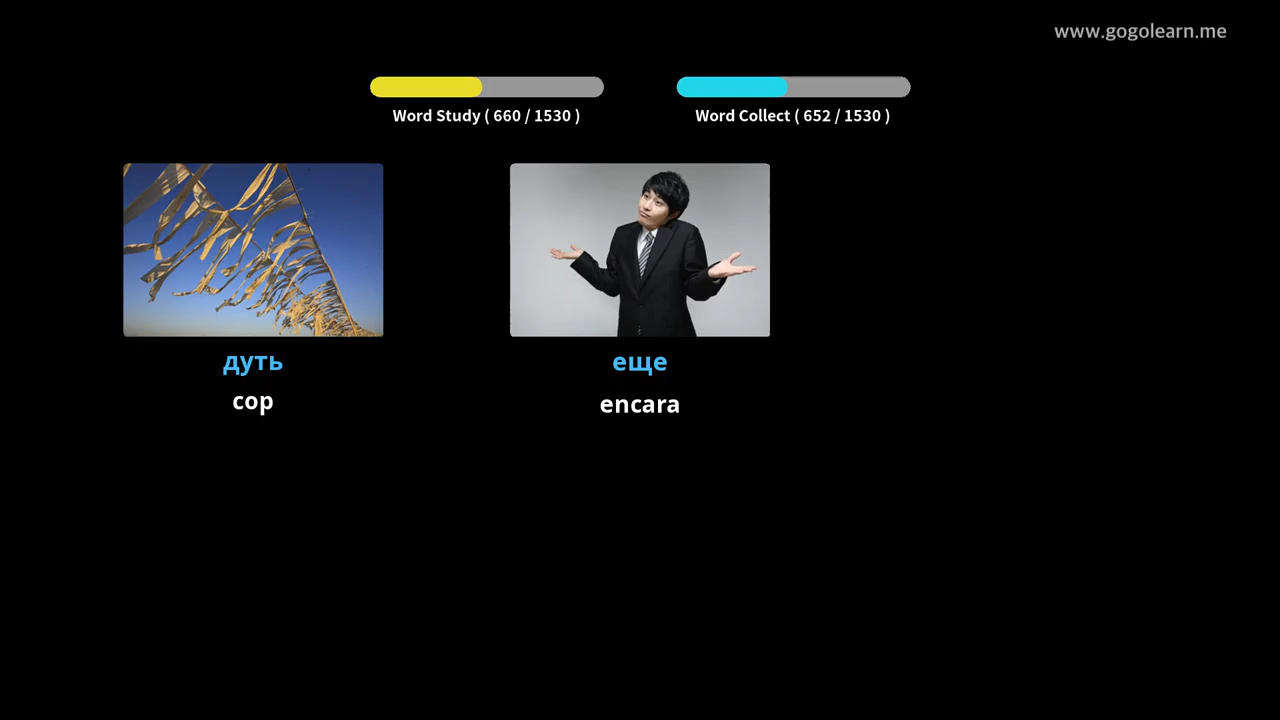 www.gogolearn.me
Word Study ( 660 / 1530 )
Word Collect ( 652 / 1530 )
дуть
cop
еще
encara